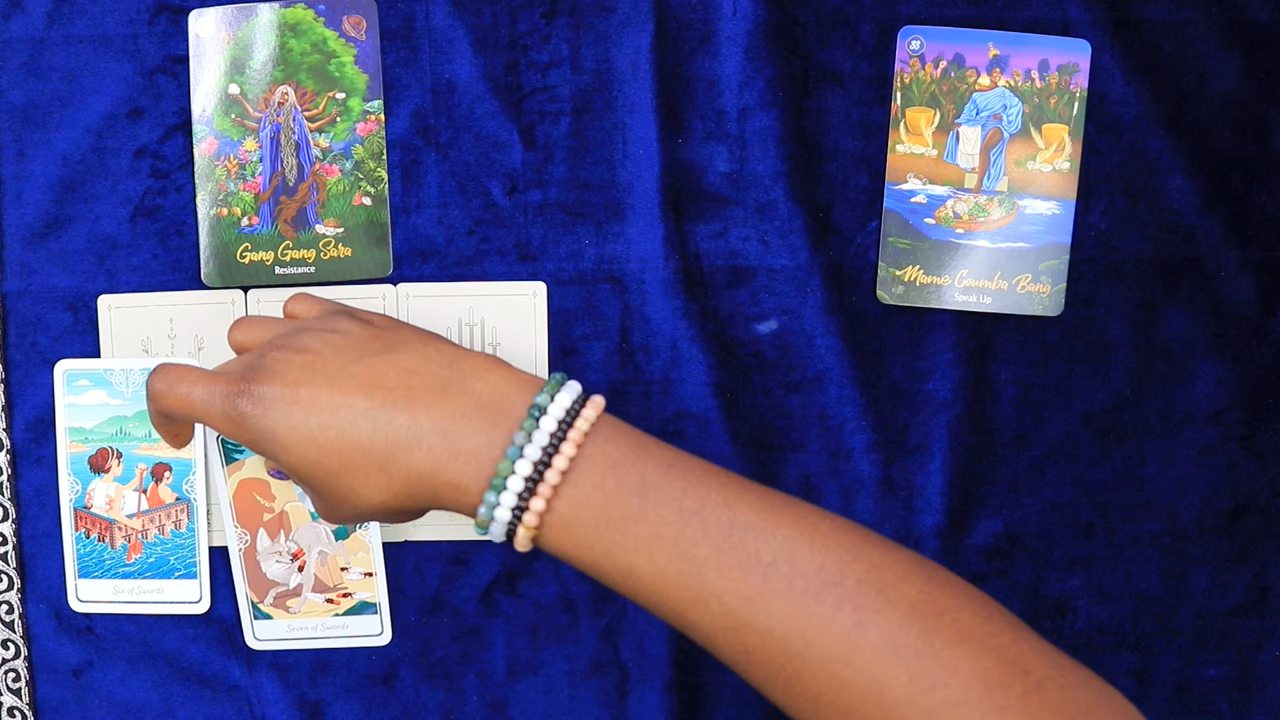 Gang Gang Sara
Resistance
33
Mame Coumba Bang
Speak Up
Six of Swords
Seven of Swords